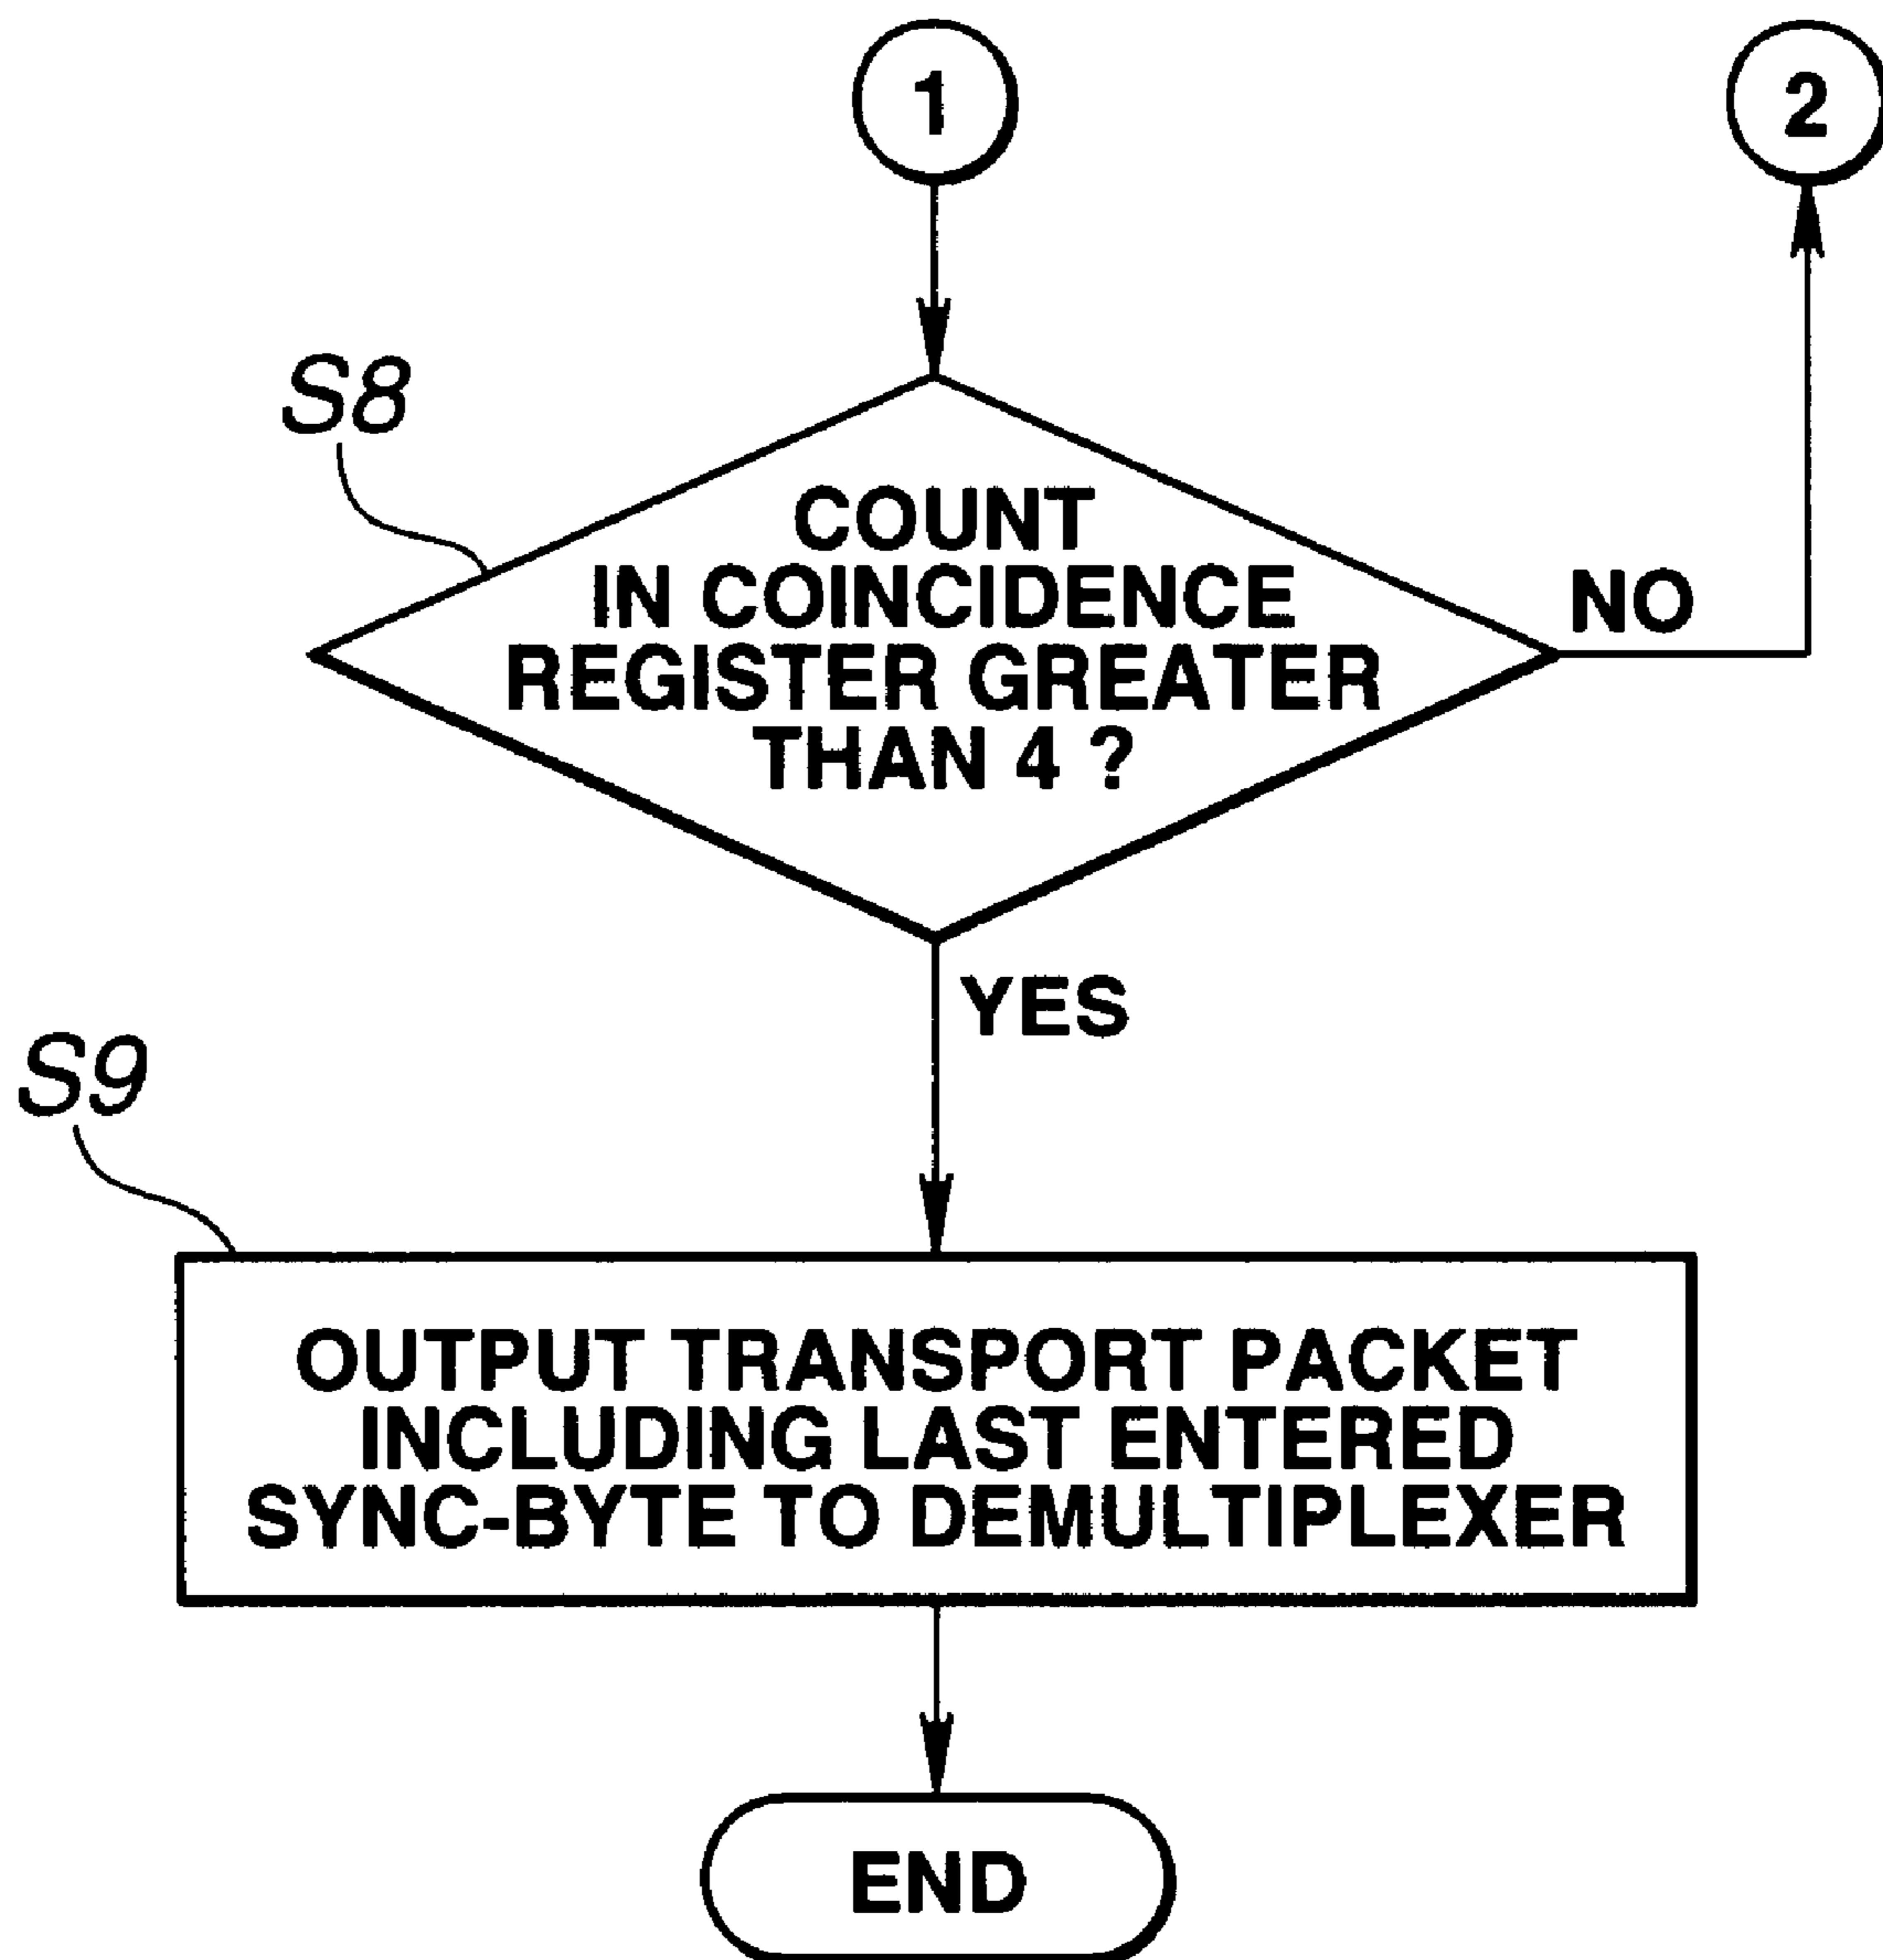 1
2
S8
COUNT
IN COINCIDENCE
REGISTER GREATER
THAN 4 ?
NO
YES
S9
OUTPUT TRANSPORT PACKET
INCLUDING LAST ENTERED
SYNC-BYTE TO DEMULTIPLEXER
END